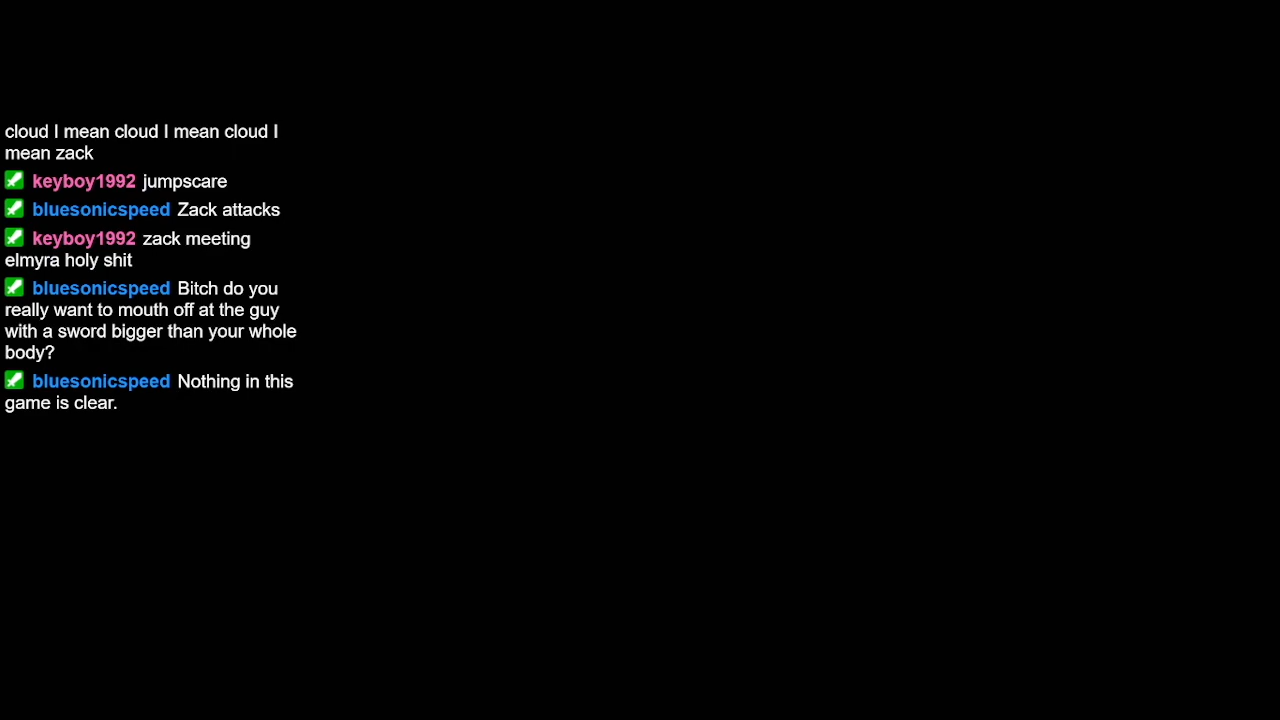 cloud I mean cloud I mean cloud I
mean zack
keyboy1992 jumpscare
bluesonicspeed Zack attacks
keyboy1992 zack meeting
elmyra holy shit
bluesonicspeed Bitch do you
really want to mouth off at the guy
with a sword bigger than your whole
body?
bluesonicspeed Nothing in this
game is clear.